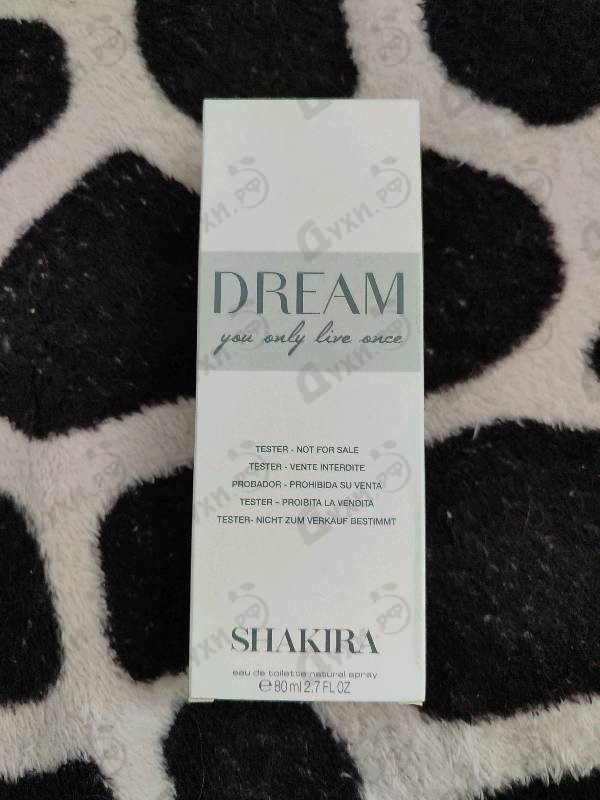 DREAM
you only live once
TESTER - NOT FOR SALE
TESTER - VENTE INTERDITE
PROBADOR - PROHIBIDA SU VENTA
TESTER - PROIBITA LA VENDITA
TESTER- NICHT ZUM VERKAUF BESTIMMT
SHAKIRA
eau de toilette natural spray
℮ 80 ml 2.7 FL OZ
Духи.рф